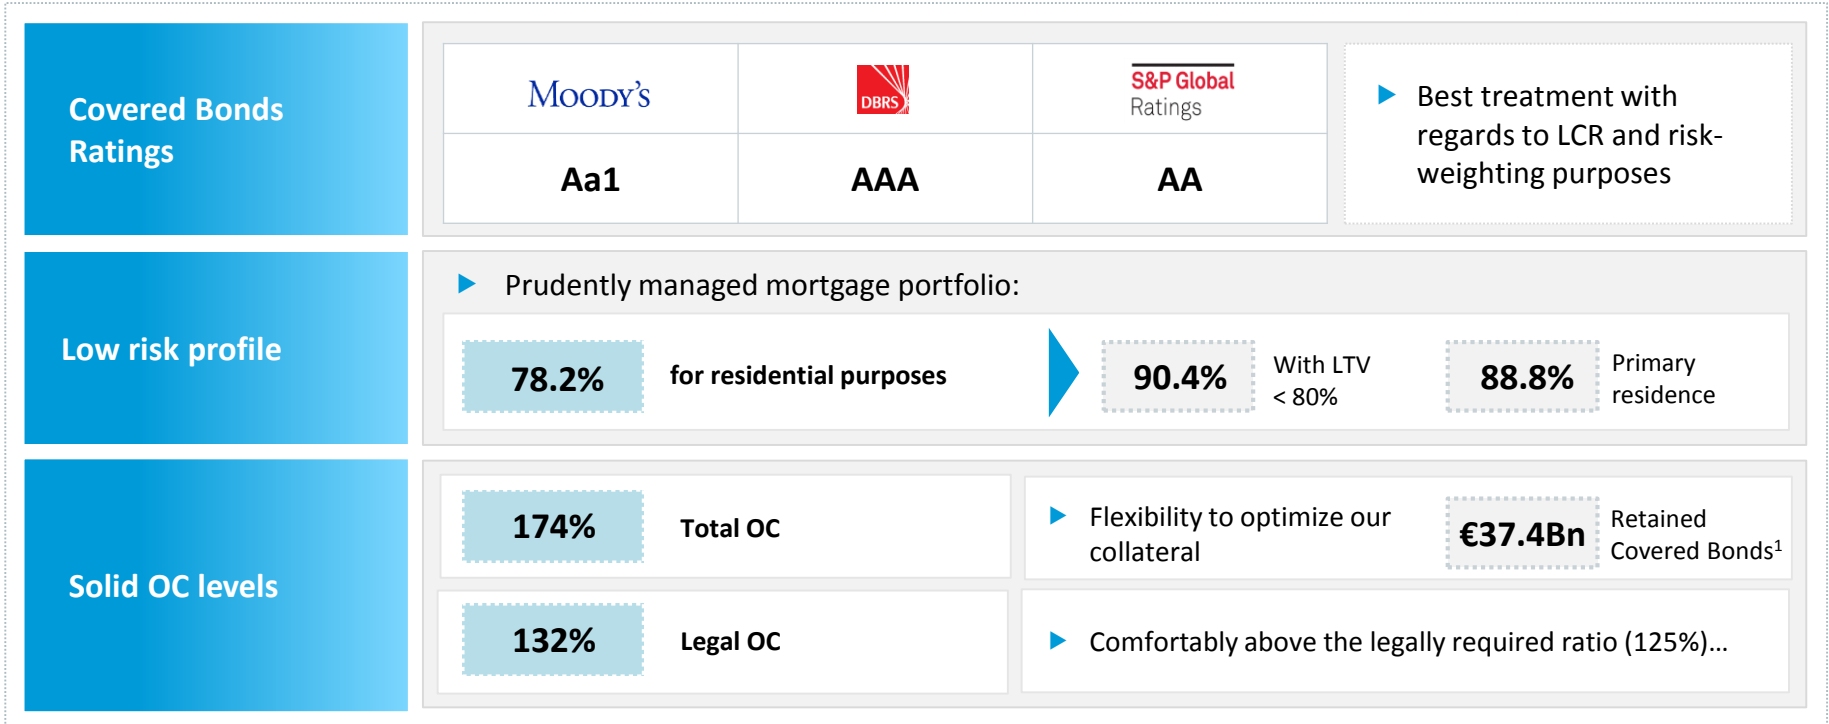 Covered Bonds
Ratings
MOODY'S
DBRS
S&P Global
Ratings
Aa1
AAA
AA
Best treatment with
regards to LCR and risk-
weighting purposes
Low risk profile
Prudently managed mortgage portfolio:
78.2%
for residential purposes
90.4%
With LTV
< 80%
88.8%
Primary
residence
Solid OC levels
174%
Total OC
Flexibility to optimize our
collateral
€37.4Bn
Retained
Covered Bonds¹
132%
Legal OC
Comfortably above the legally required ratio (125%)...